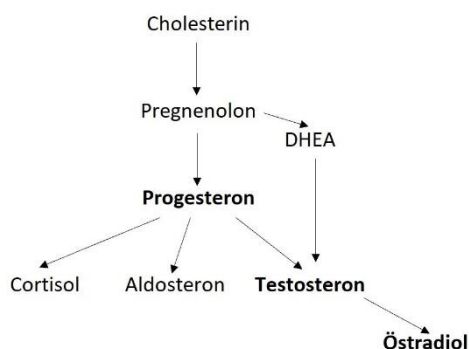 Cholesterin
Pregnenolon
DHEA
Progesteron
Cortisol
Aldosteron
Testosteron
Östradiol